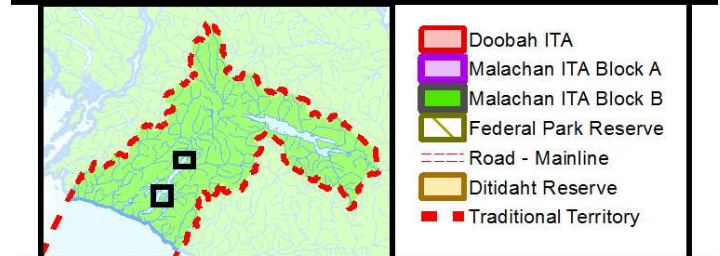 Doobah ITA
Malachan ITA Block A
Malachan ITA Block B
Federal Park Reserve
Road - Mainline
Ditidaht Reserve
Traditional Territory